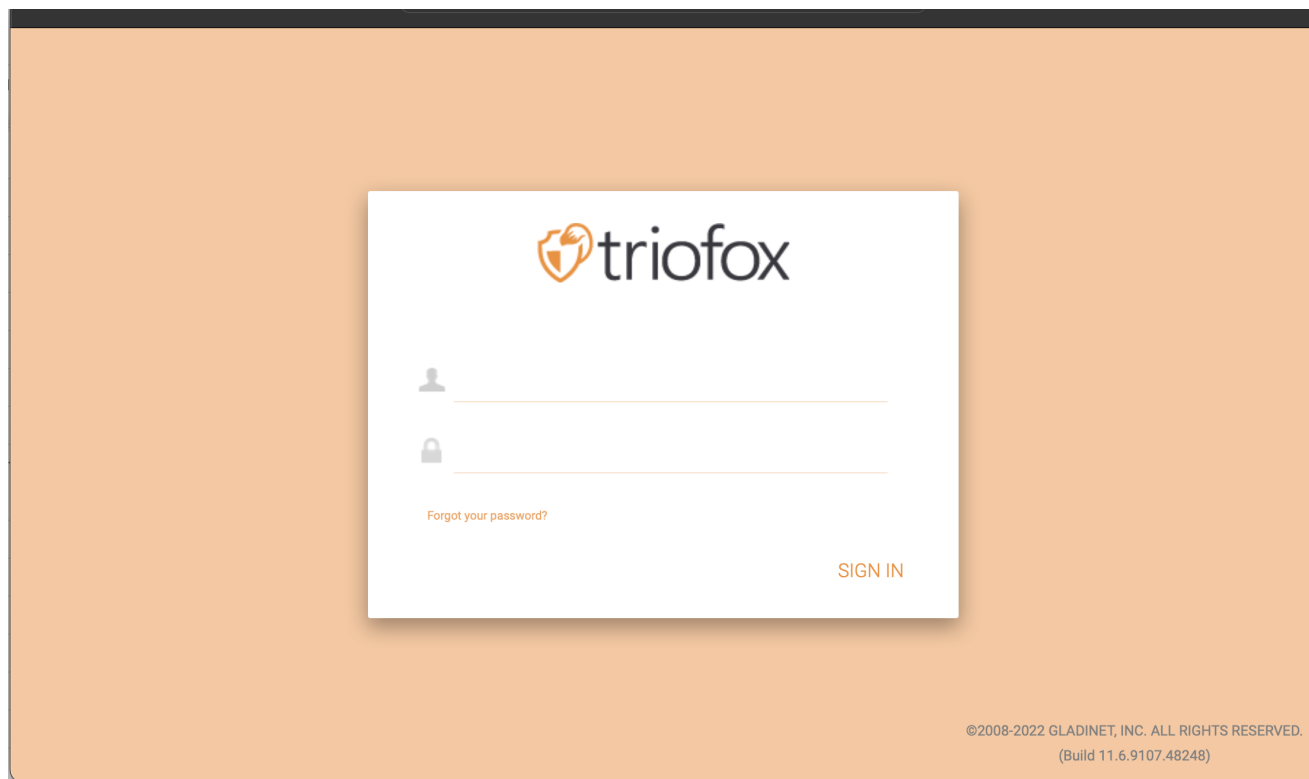 triofox
Forgot your password?
SIGN IN
©2008-2022 GLADINET, INC. ALL RIGHTS RESERVED.
(Build 11.6.9107.48248)